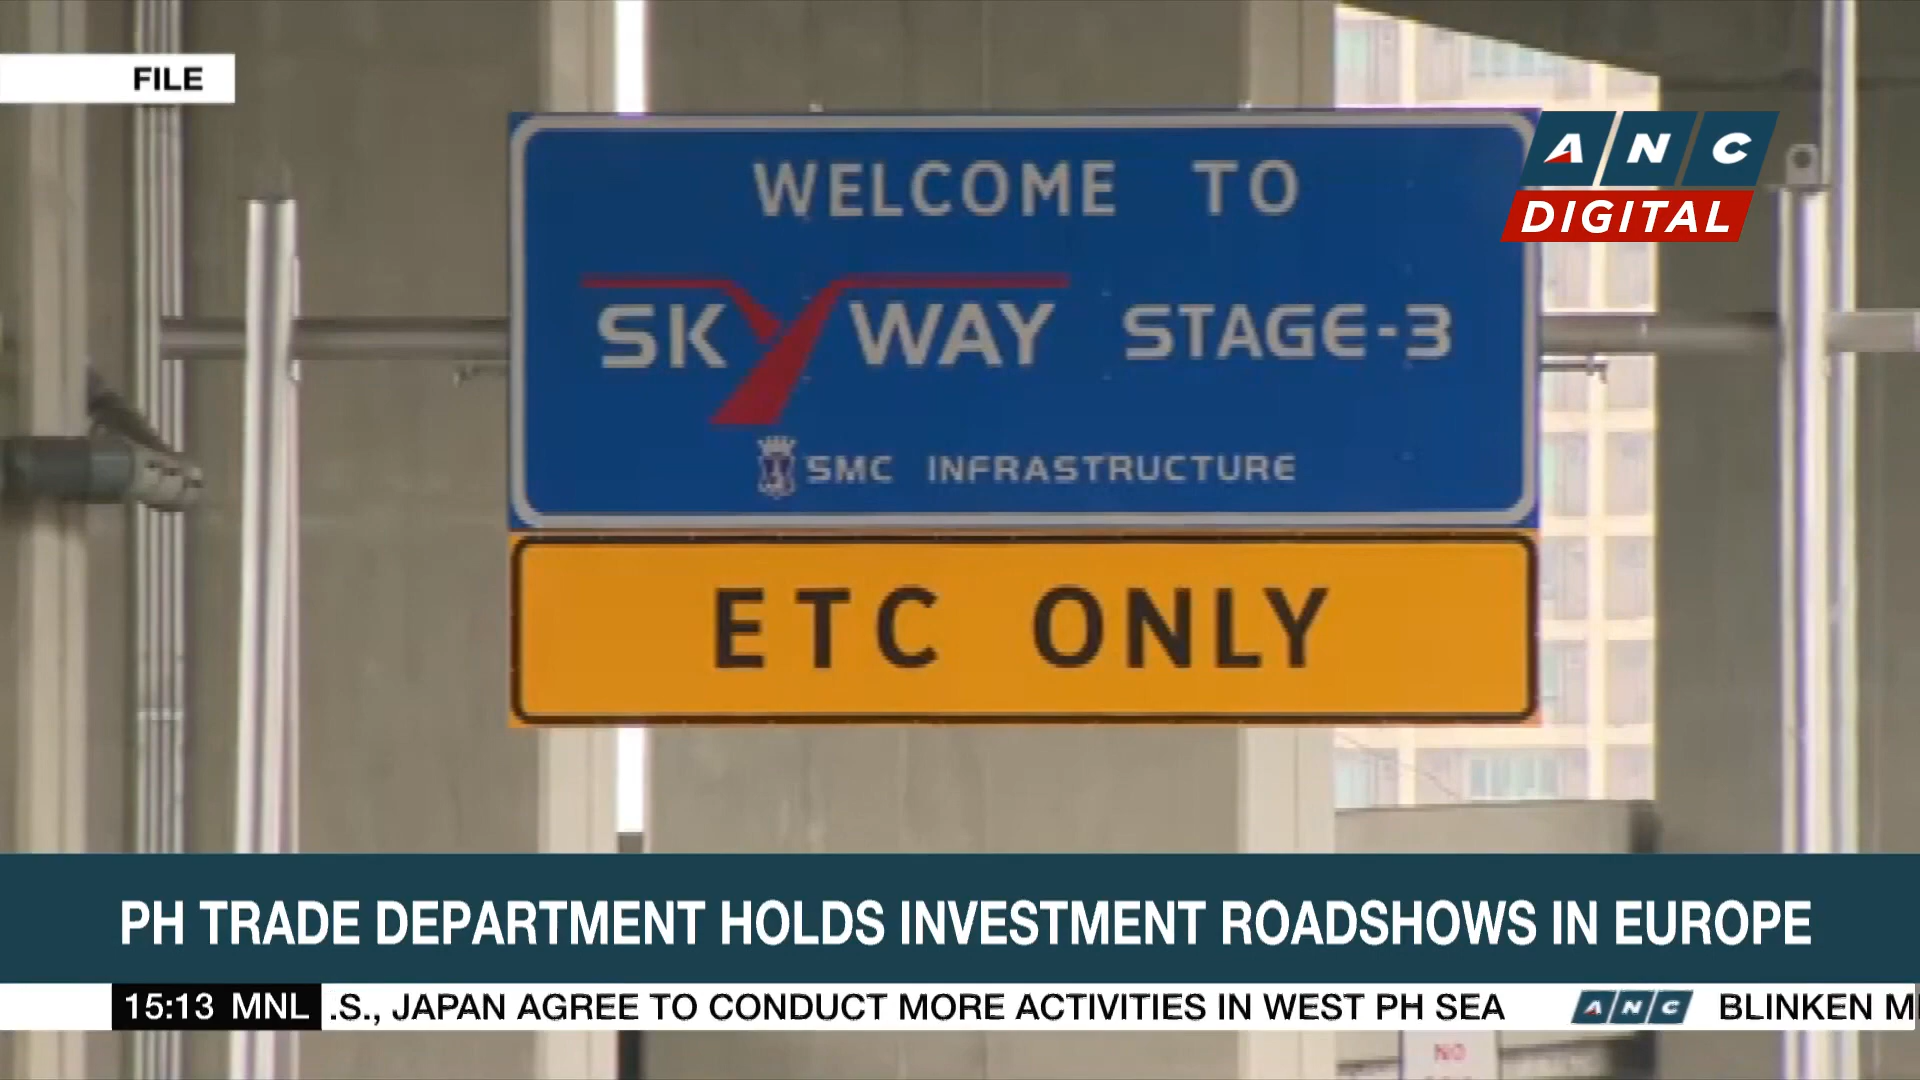 FILE
ANC
DIGITAL
WELCOME TO
SKYWAY STAGE-3
SMC INFRASTRUCTURE
ETC ONLY
PH TRADE DEPARTMENT HOLDS INVESTMENT ROADSHOWS IN EUROPE
15:13 MNL .S., JAPAN AGREE TO CONDUCT MORE ACTIVITIES IN WEST PH SEA ANC BLINKEN M
NO